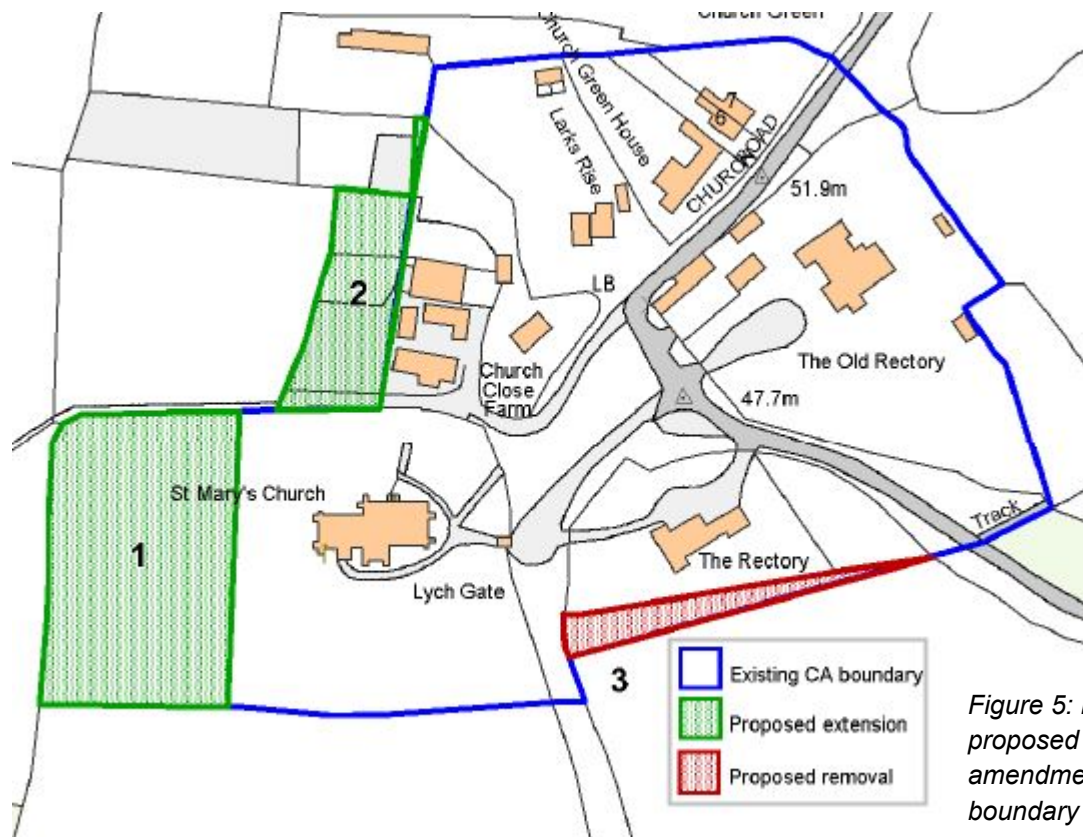 Church Green
Church Green House
7
6
Larks Rise
CHURCH ROAD
51.9m
2
LB
The Old Rectory
Church
Close
Farm
47.7m
St Mary's Church
Track
1
The Rectory
Lych Gate
3
Existing CA boundary
Proposed extension
Proposed removal
Figure 5:
proposed
amendme
boundary